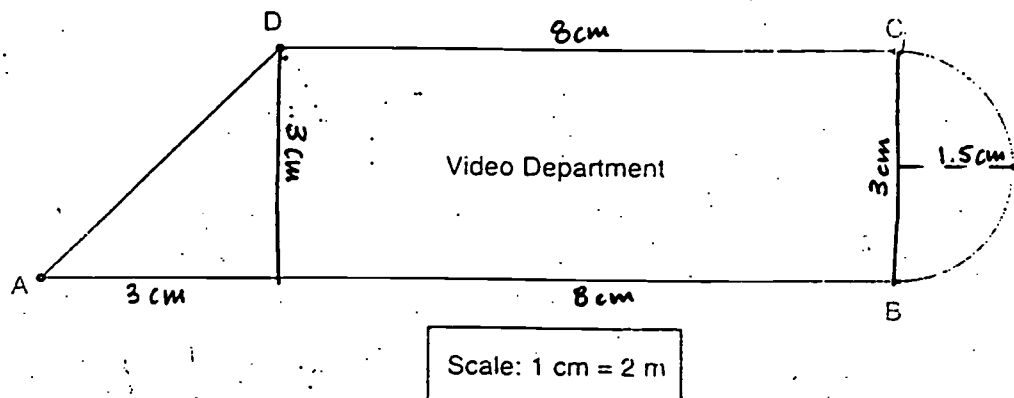 D
8cm
C
3cm
Video Department
3cm
1.5cm
A
3 cm
8 cm
B
Scale: 1 cm = 2 m